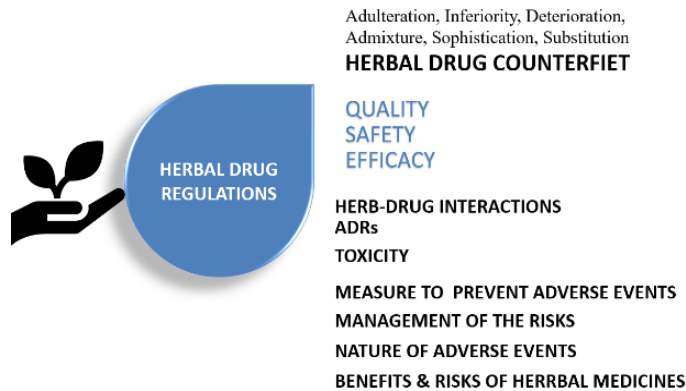 Adulteration, Inferiority, Deterioration,
Admixture, Sophistication, Substitution
HERBAL DRUG COUNTERFIET
QUALITY
SAFETY
EFFICACY
HERBAL DRUG
REGULATIONS
HERB-DRUG INTERACTIONS
ADRs
TOXICITY
MEASURE TO PREVENT ADVERSE EVENTS
MANAGEMENT OF THE RISKS
NATURE OF ADVERSE EVENTS
BENEFITS & RISKS OF HERRBAL MEDICINES